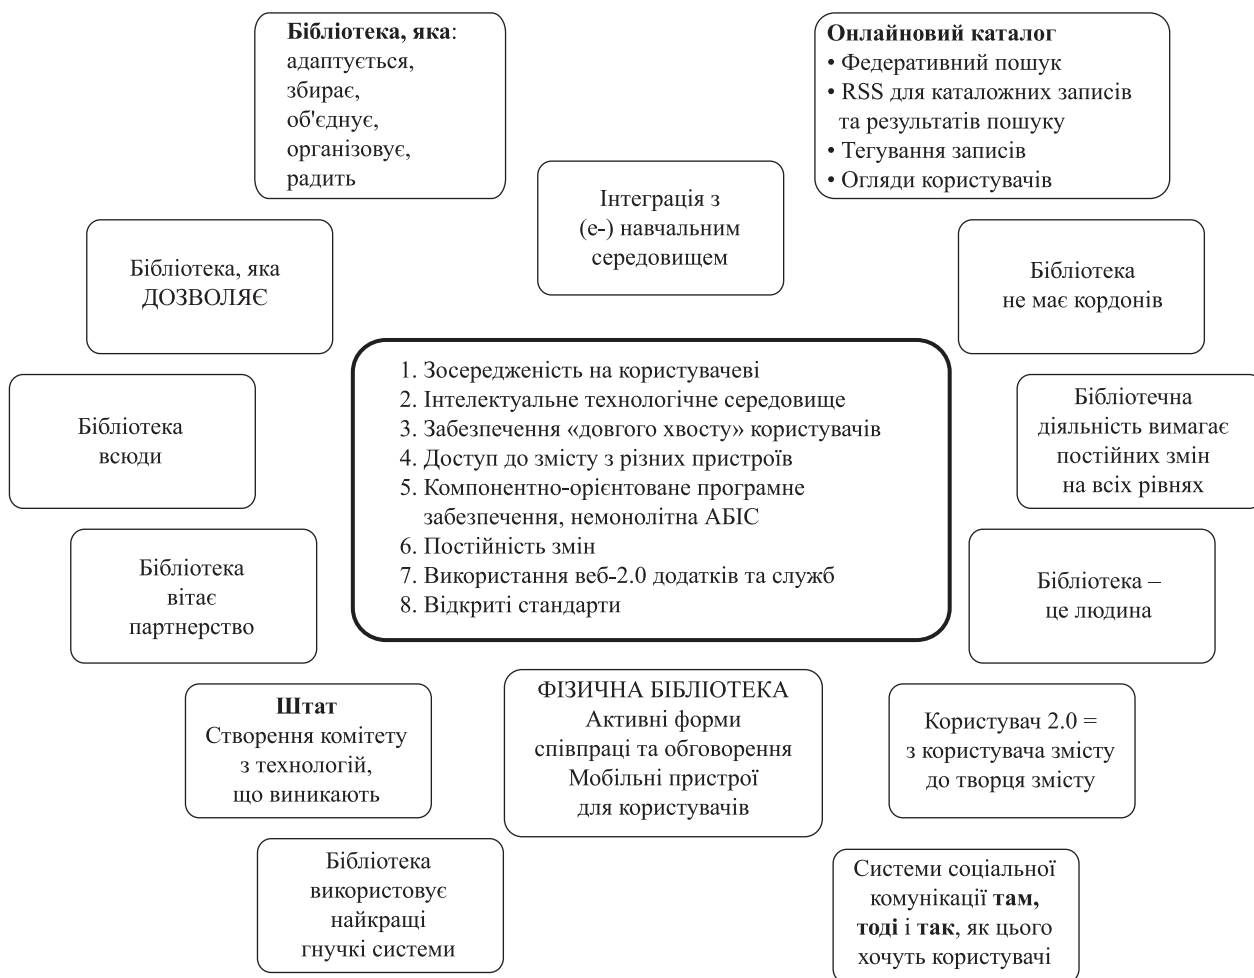 Бібліотека, яка:
адаптується,
збирає,
об'єднує,
організовує,
радить
Онлайновий каталог
• Федеративний пошук
• RSS для каталожних записів
та результатів пошуку
• Тегування записів
• Огляди користувачів
Інтеграція з
(е-) навчальним
середовищем
Бібліотека, яка
ДОЗВОЛЯЄ
Бібліотека
не має кордонів
1. Зосередженість на користувачеві
2. Інтелектуальне технологічне середовище
3. Забезпечення «довгого хвосту» користувачів
4. Доступ до змісту з різних пристроїв
5. Компонентно-орієнтоване програмне
забезпечення, немонолітна АБІС
6. Постійність змін
7. Використання веб-2.0 додатків та служб
8. Відкриті стандарти
Бібліотека
всюди
Бібліотечна
діяльність вимагає
постійних змін
на всіх рівнях
Бібліотека
вітає
партнерство
Бібліотека –
це людина
Штат
Створення комітету
з технологій,
що виникають
ФІЗИЧНА БІБЛІОТЕКА
Активні форми
співпраці та обговорення
Мобільні пристрої
для користувачів
Користувач 2.0 =
з користувача змісту
до творця змісту
Бібліотека
використовує
найкращі
гнучкі системи
Системи соціальної
комунікації там,
тоді і так, як цього
хочуть користувачі